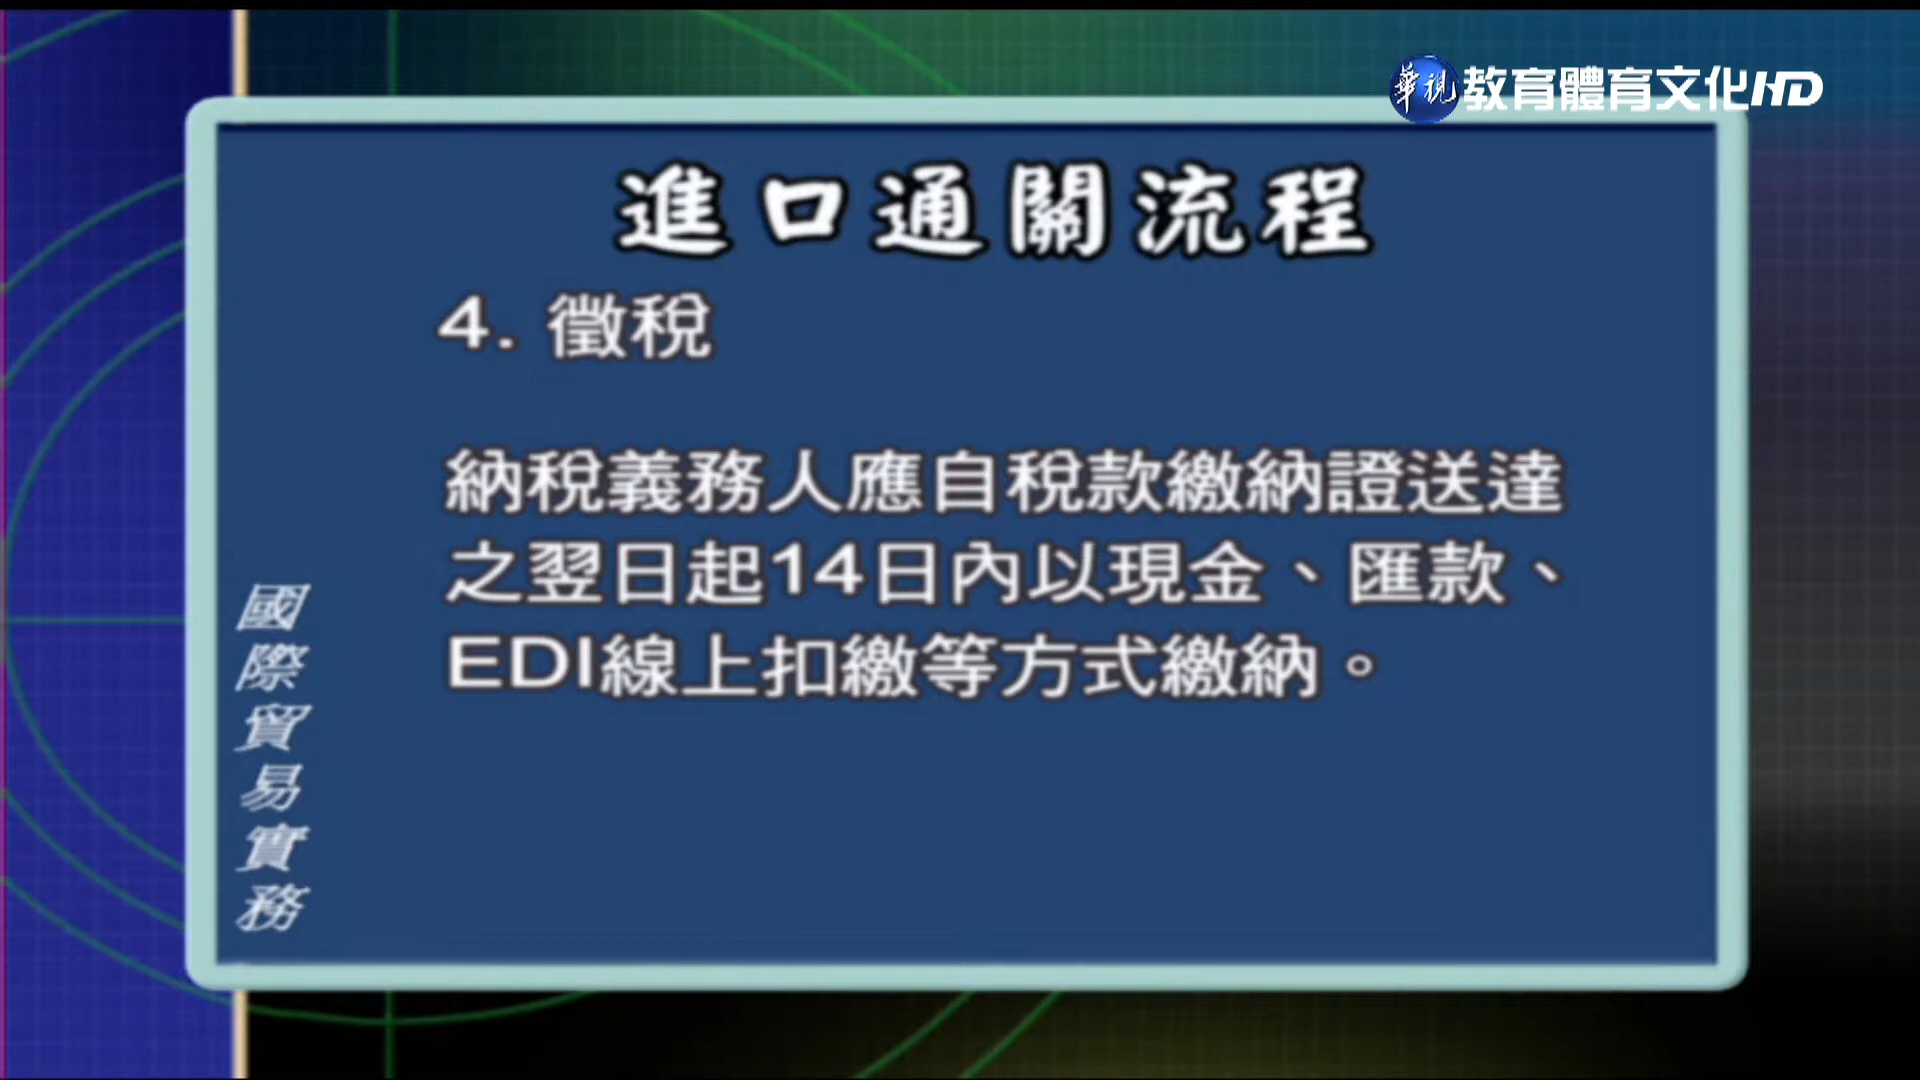 華視 教育體育文化HD
進口通關流程
4. 徵稅
納稅義務人應自稅款繳納證送達
之翌日起14日內以現金、匯款、
EDI線上扣繳等方式繳納。
國際貿易實務